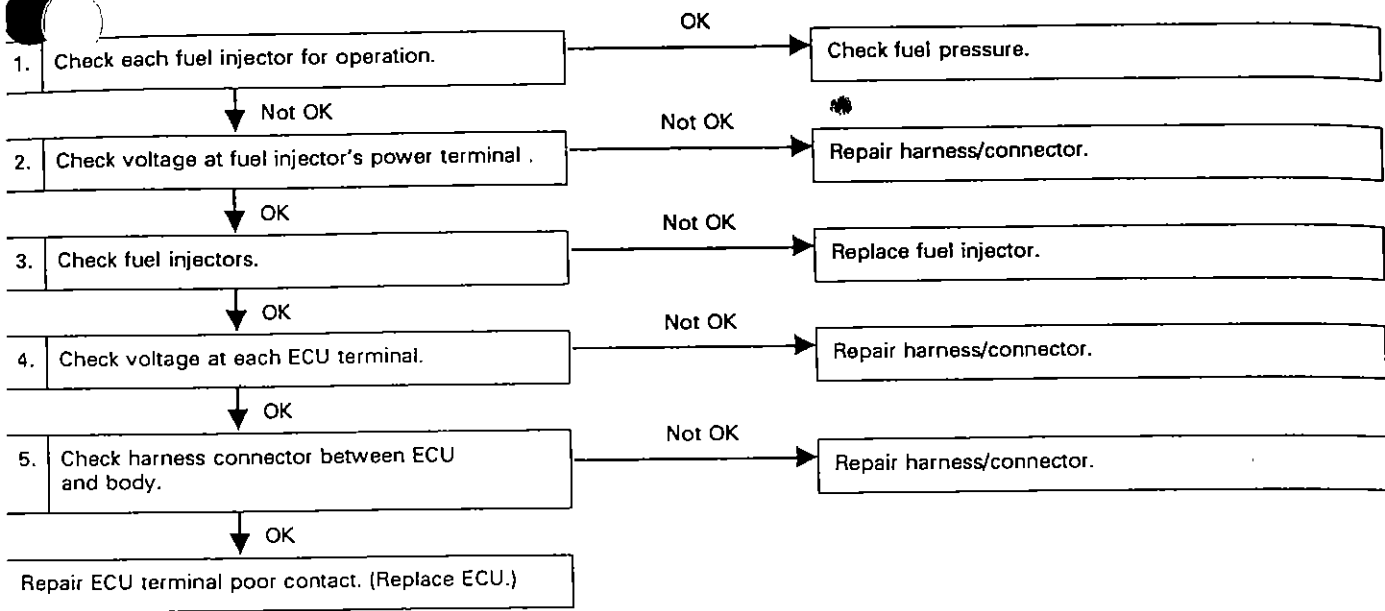 OK
1. Check each fuel injector for operation.
Check fuel pressure.
Not OK
Not OK
2. Check voltage at fuel injector's power terminal .
Repair harness/connector.
OK
Not OK
3. Check fuel injectors.
Replace fuel injector.
OK
Not OK
4. Check voltage at each ECU terminal.
Repair harness/connector.
OK
Not OK
5. Check harness connector between ECU
and body.
Repair harness/connector.
OK
Repair ECU terminal poor contact. (Replace ECU.)